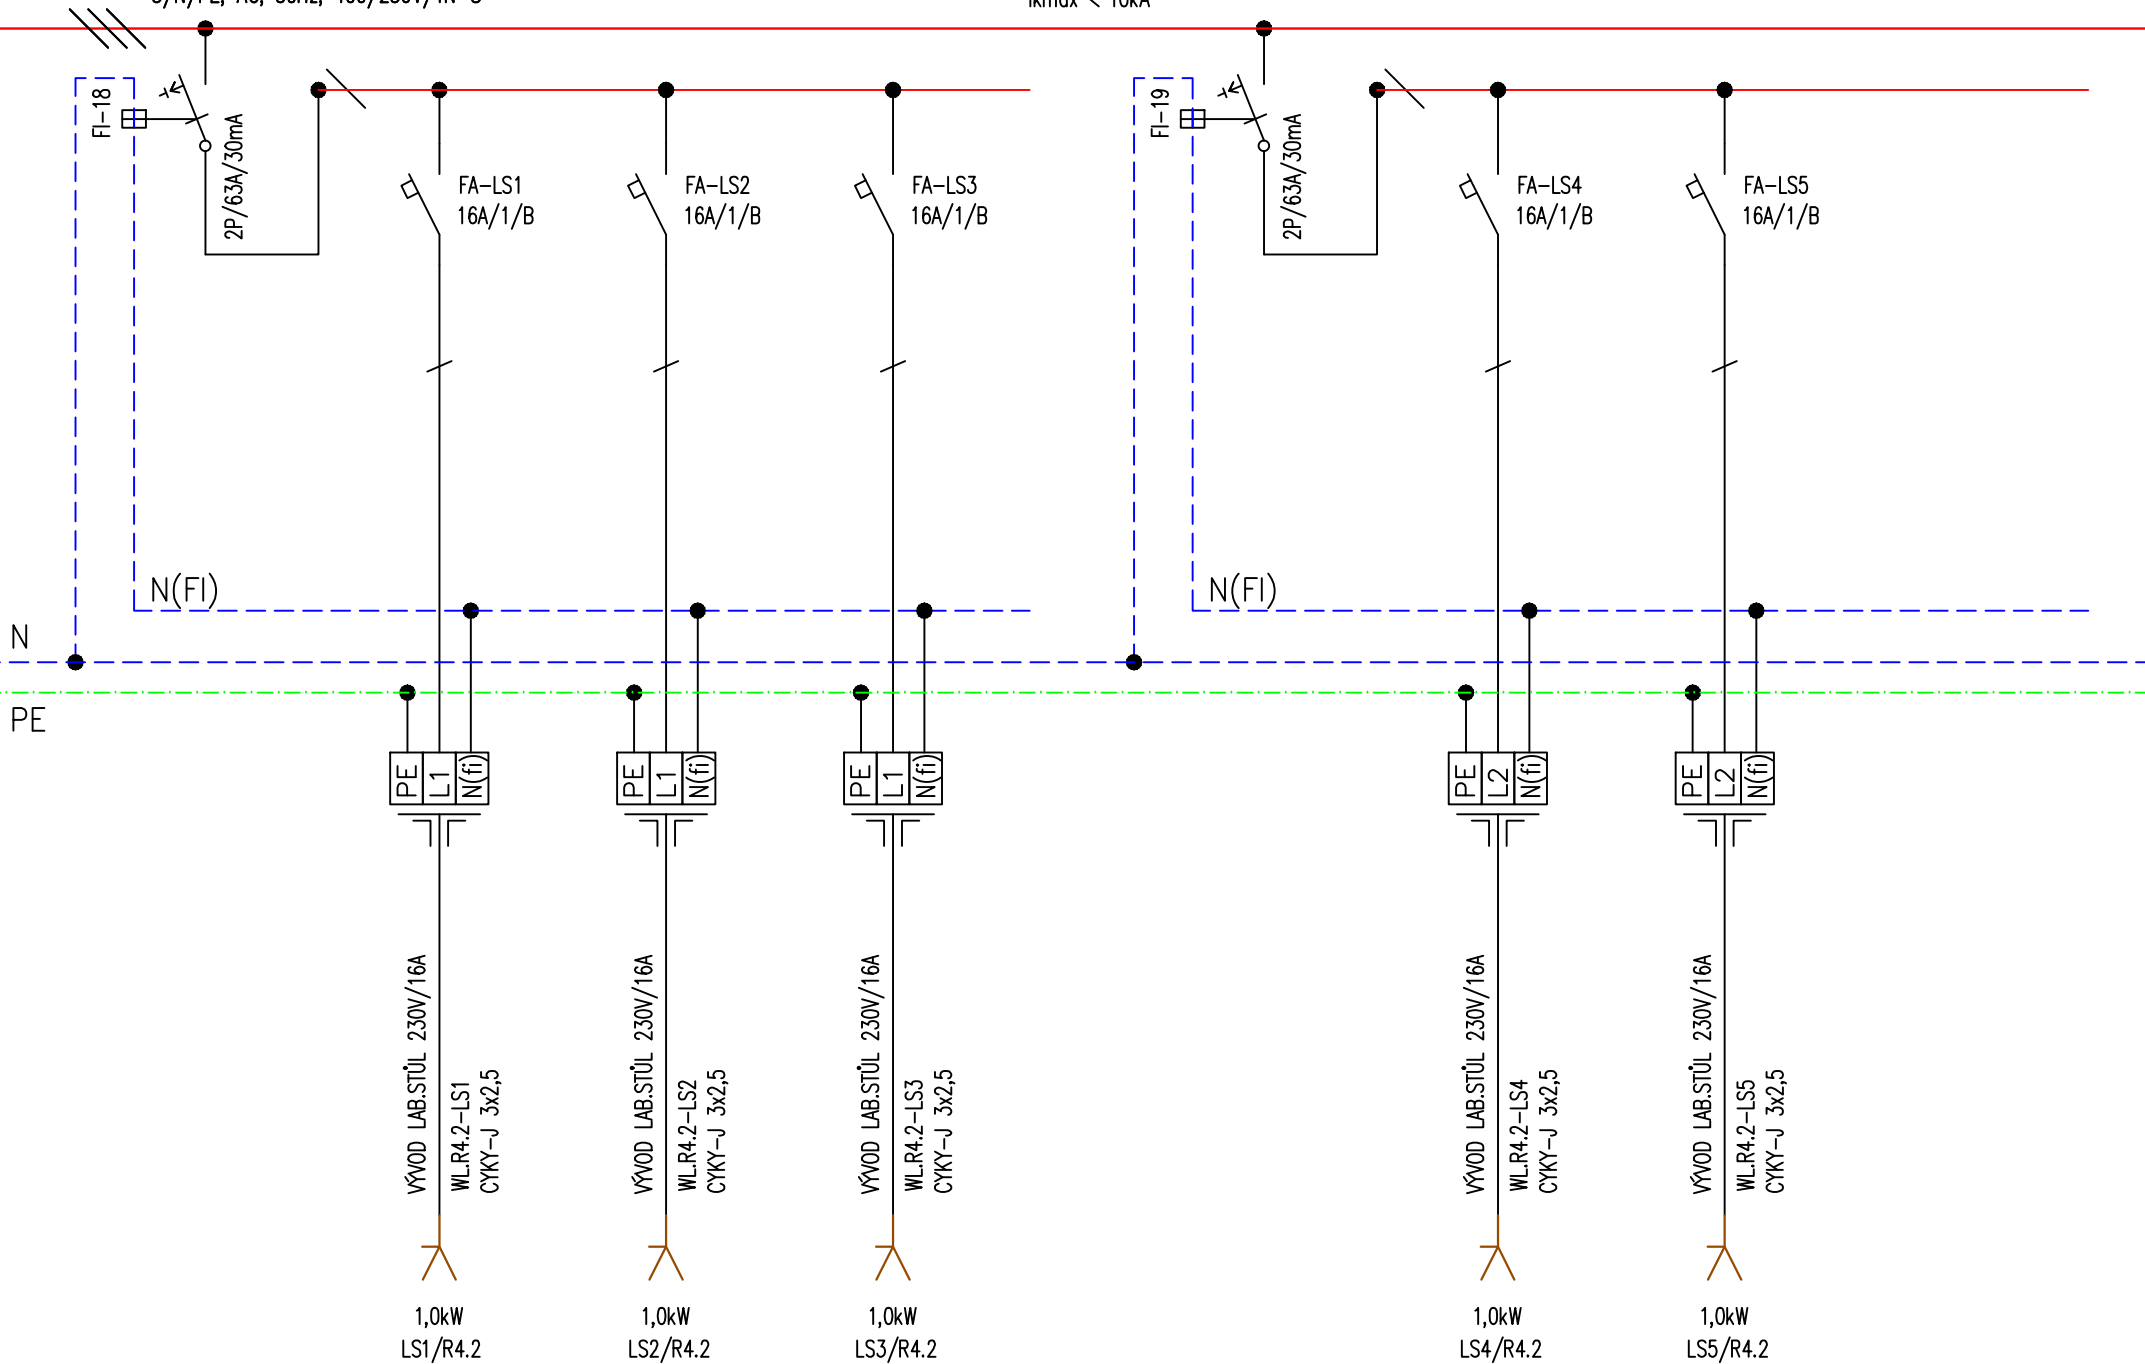 FI-18
2P/63A/30mA
FA-LS1
16A/1/B
FA-LS2
16A/1/B
FA-LS3
16A/1/B
FI-19
2P/63A/30mA
FA-LS4
16A/1/B
FA-LS5
16A/1/B
N(FI)
N(FI)
N
PE
PE L1 N(fi)
PE L1 N(fi)
PE L1 N(fi)
PE L2 N(fi)
PE L2 N(fi)
VÝVOD LAB.STŮL 230V/16A
WL.R4.2-LS1
CYKY-J 3x2,5
VÝVOD LAB.STŮL 230V/16A
WL.R4.2-LS2
CYKY-J 3x2,5
VÝVOD LAB.STŮL 230V/16A
WL.R4.2-LS3
CYKY-J 3x2,5
VÝVOD LAB.STŮL 230V/16A
WL.R4.2-LS4
CYKY-J 3x2,5
VÝVOD LAB.STŮL 230V/16A
WL.R4.2-LS5
CYKY-J 3x2,5
1,0kW
LS1/R4.2
1,0kW
LS2/R4.2
1,0kW
LS3/R4.2
1,0kW
LS4/R4.2
1,0kW
LS5/R4.2